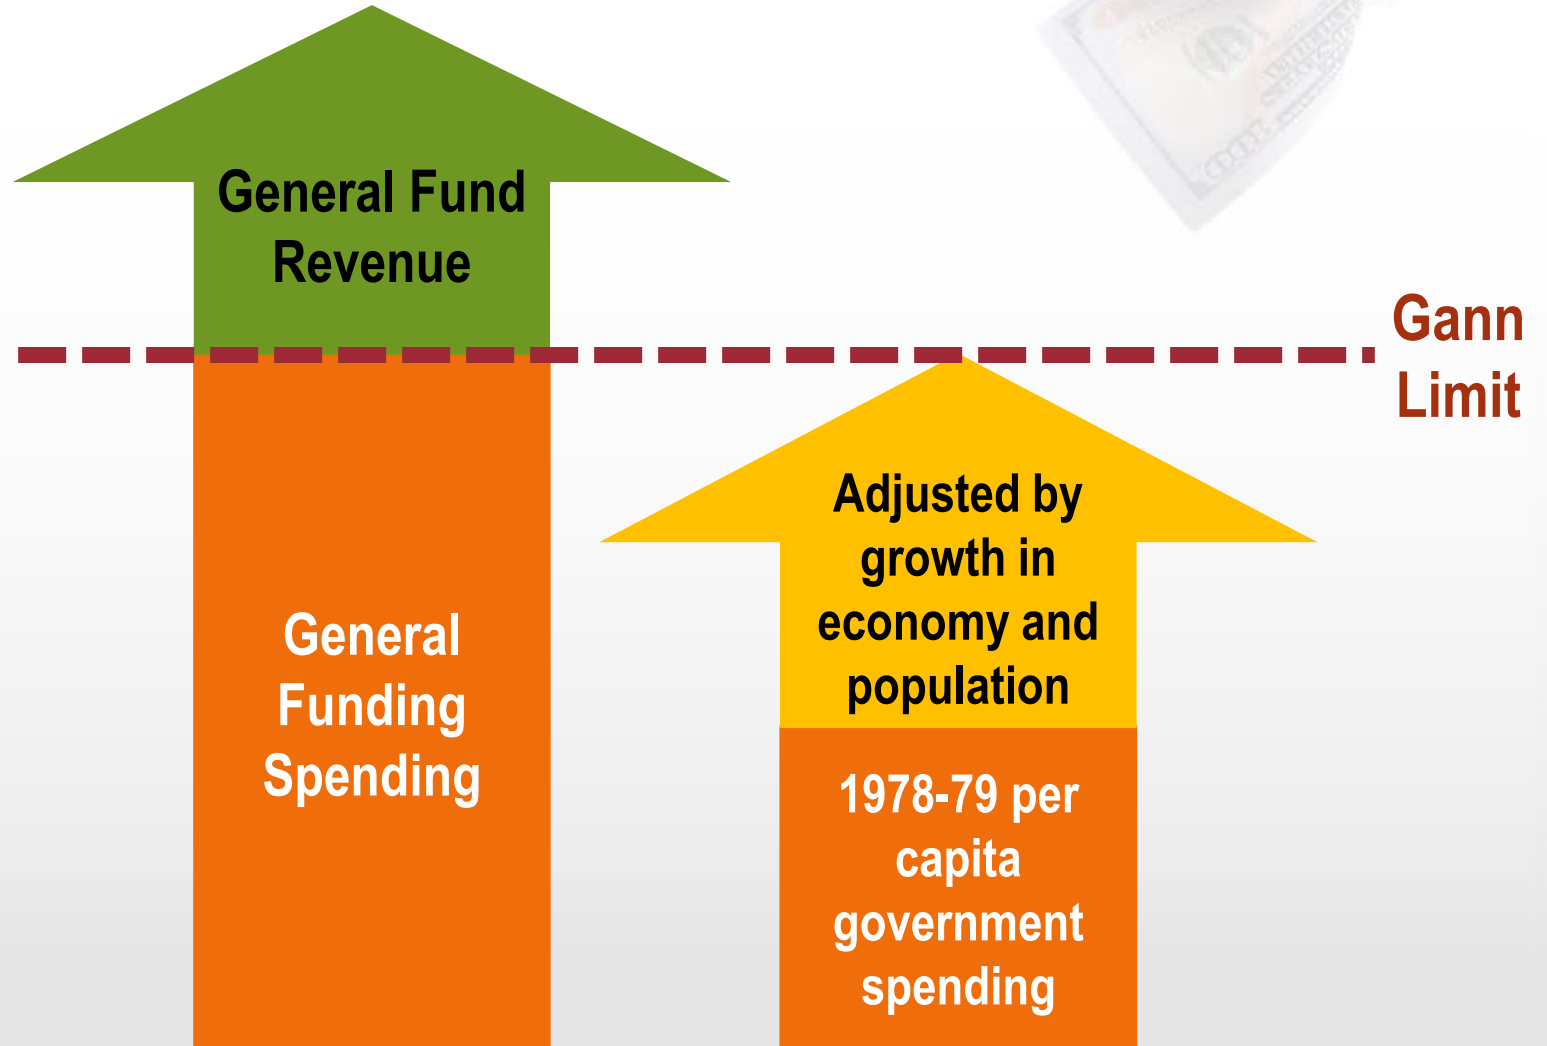 General Fund
Revenue
Gann
Limit
General
Funding
Spending
Adjusted by
growth in
economy and
population
1978-79 per
capita
government
spending